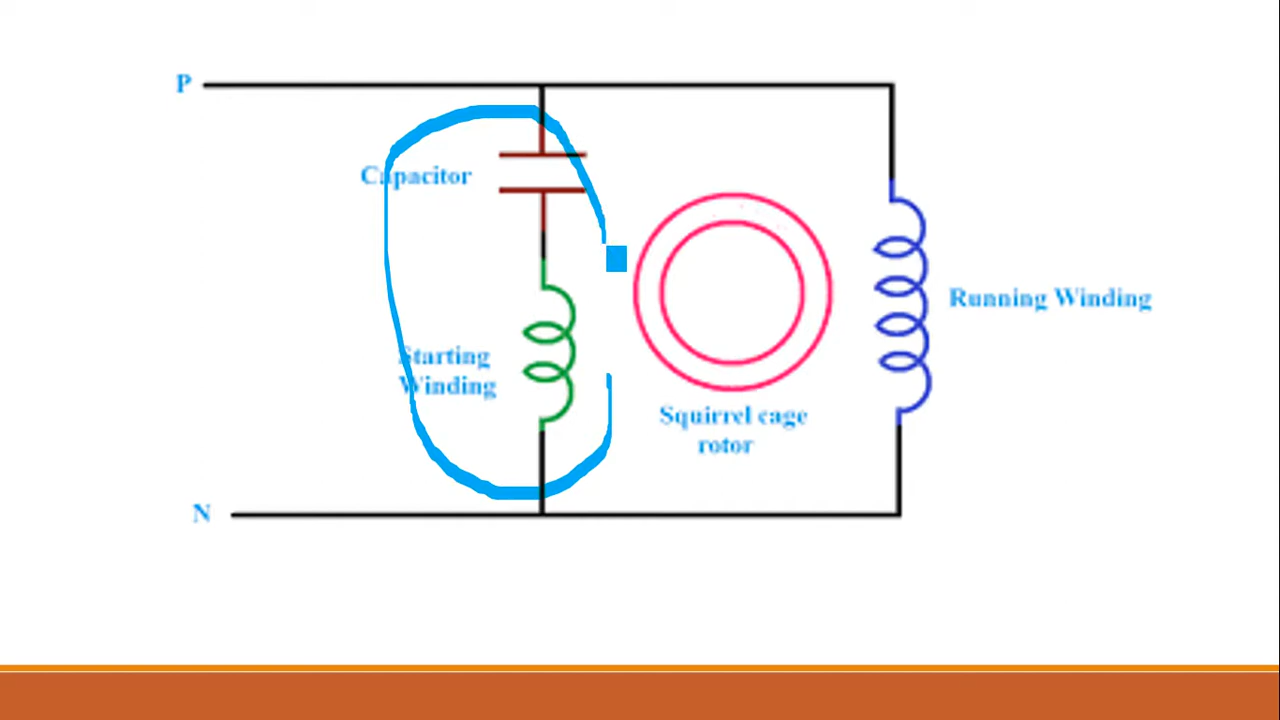 P
Capacitor
Running Winding
Starting
Winding
Squirrel cage
rotor
N